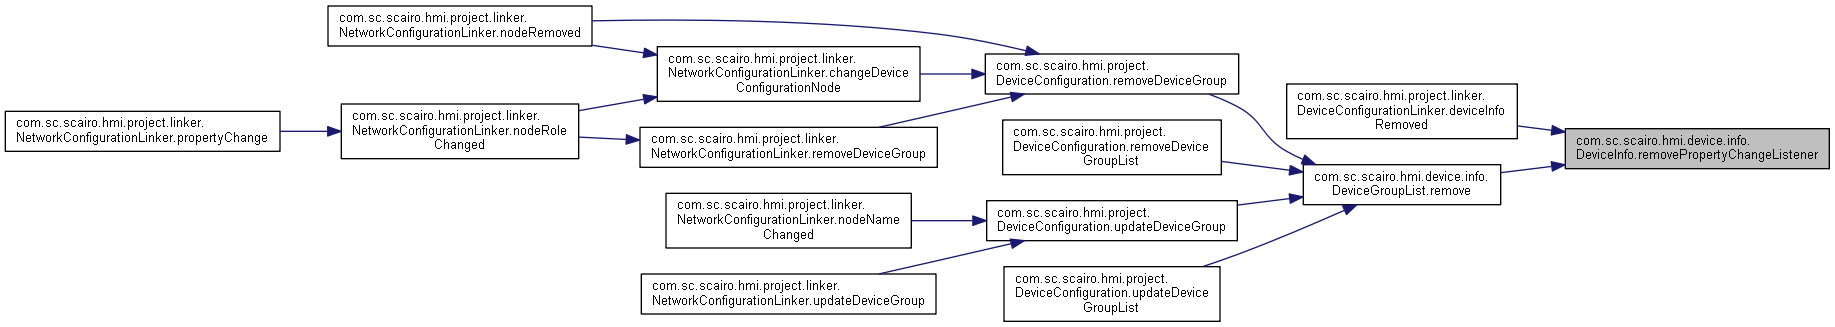 com.sc.scairo.hmi.project.linker.
NetworkConfigurationLinker.nodeRemoved
com.sc.scairo.hmi.project.linker.
NetworkConfigurationLinker.changeDevice
ConfigurationNode
com.sc.scairo.hmi.project.
DeviceConfiguration.removeDeviceGroup
com.sc.scairo.hmi.project.linker.
DeviceConfigurationLinker.deviceInfo
Removed
com.sc.scairo.hmi.project.linker.
NetworkConfigurationLinker.propertyChange
com.sc.scairo.hmi.project.linker.
NetworkConfigurationLinker.nodeRole
Changed
com.sc.scairo.hmi.project.linker.
NetworkConfigurationLinker.removeDeviceGroup
com.sc.scairo.hmi.project.
DeviceConfiguration.removeDevice
GroupList
com.sc.scairo.hmi.device.info.
DeviceInfo.removePropertyChangeListener
com.sc.scairo.hmi.device.info.
DeviceGroupList.remove
com.sc.scairo.hmi.project.linker.
NetworkConfigurationLinker.nodeName
Changed
com.sc.scairo.hmi.project.
DeviceConfiguration.updateDeviceGroup
com.sc.scairo.hmi.project.linker.
NetworkConfigurationLinker.updateDeviceGroup
com.sc.scairo.hmi.project.
DeviceConfiguration.updateDevice
GroupList